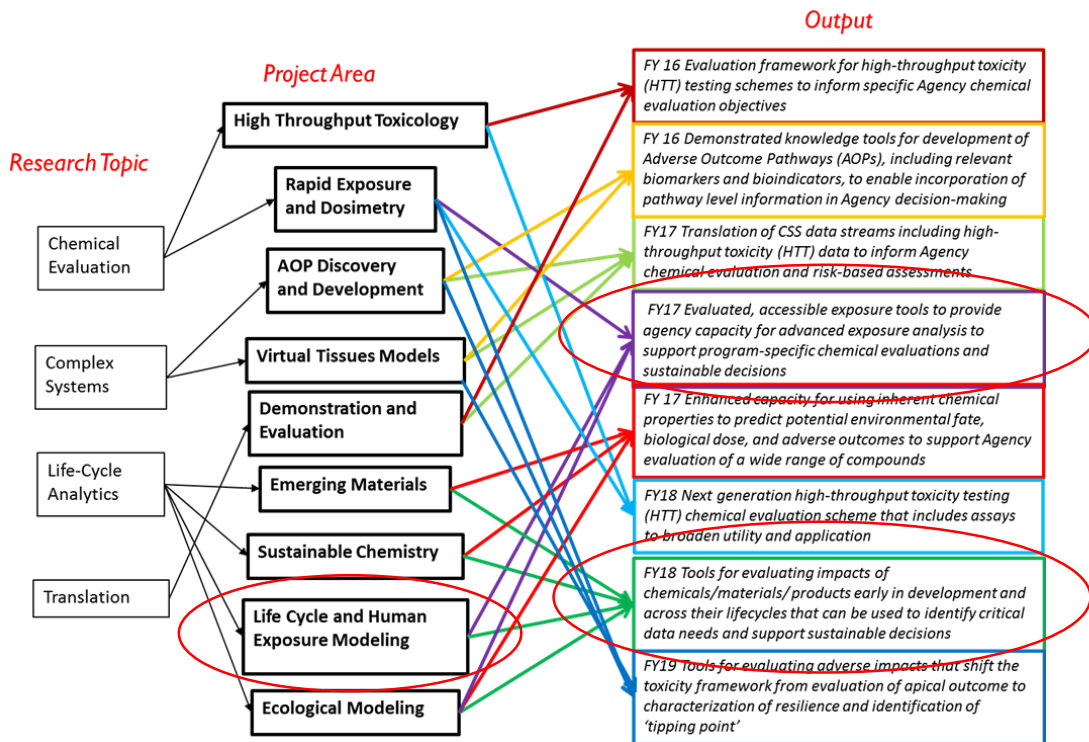 Output
Project Area
Research Topic
Chemical
Evaluation
Complex
Systems
Life-Cycle
Analytics
Translation
High Throughput Toxicology
Rapid Exposure
and Dosimetry
AOP Discovery
and Development
Virtual Tissues Models
Demonstration and
Evaluation
Emerging Materials
Sustainable Chemistry
Life Cycle and Human
Exposure Modeling
Ecological Modeling
FY 16 Evaluation framework for high-throughput toxicity
(HTT) testing schemes to inform specific Agency chemical
evaluation objectives
FY 16 Demonstrated knowledge tools for development of
Adverse Outcome Pathways (AOPs), including relevant
biomarkers and bioindicators, to enable incorporation of
pathway level information in Agency decision-making
FY17 Translation of CSS data streams including high-
throughput toxicity (HTT) data to inform Agency
chemical evaluation and risk-based assessments
FY17 Evaluated, accessible exposure tools to provide
agency capacity for advanced exposure analysis to
support program-specific chemical evaluations and
sustainable decisions
FY 17 Enhanced capacity for using inherent chemical
properties to predict potential environmental fate,
biological dose, and adverse outcomes to support Agency
evaluation of a wide range of compounds
FY18 Next generation high-throughput toxicity testing
(HTT) chemical evaluation scheme that includes assays
to broaden utility and application
FY18 Tools for evaluating impacts of
chemicals/materials/products early in development and
across their lifecycles that can be used to identify critical
data needs and support sustainable decisions
FY19 Tools for evaluating adverse impacts that shift the
toxicity framework from evaluation of apical outcome to
characterization of resilience and identification of
‘tipping point’